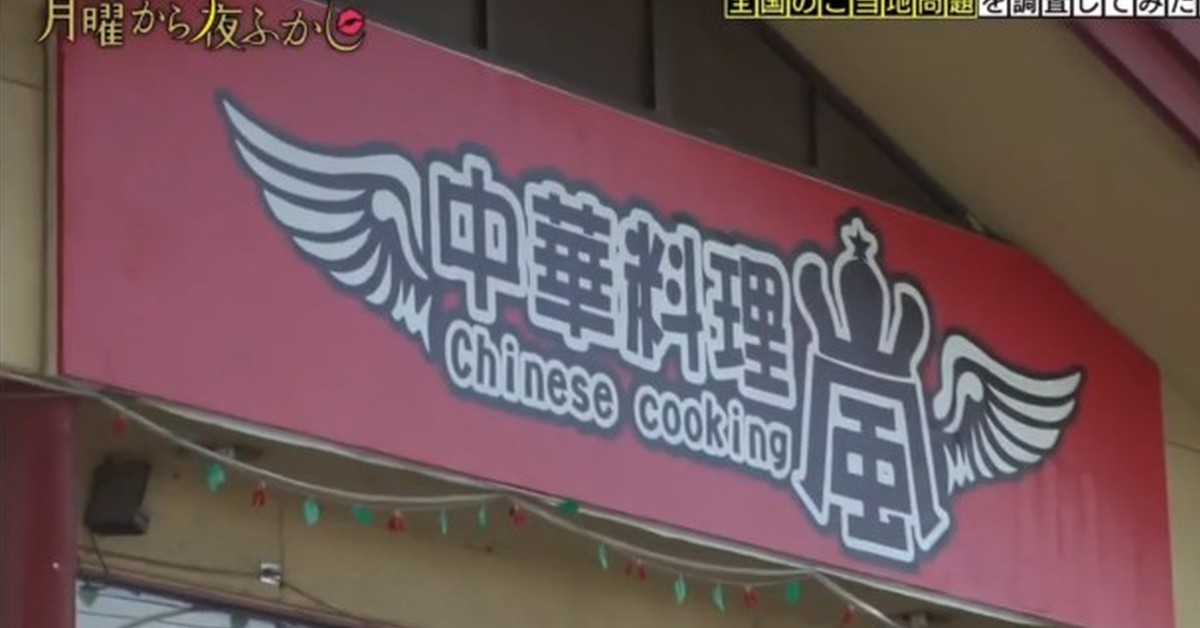 月曜から夜ふかし
全国のご当地問題を調査してみた
中華料理
嵐
Chinese cooking